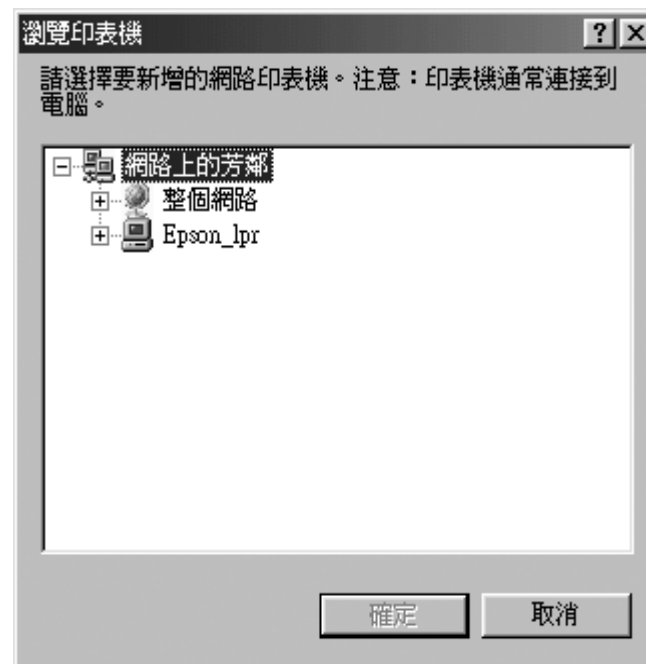 瀏覽印表機
請選擇要新增的網路印表機。注意：印表機通常連接到
電腦。
網路上的芳鄰
整個網路
Epson_lpr
確定 取消